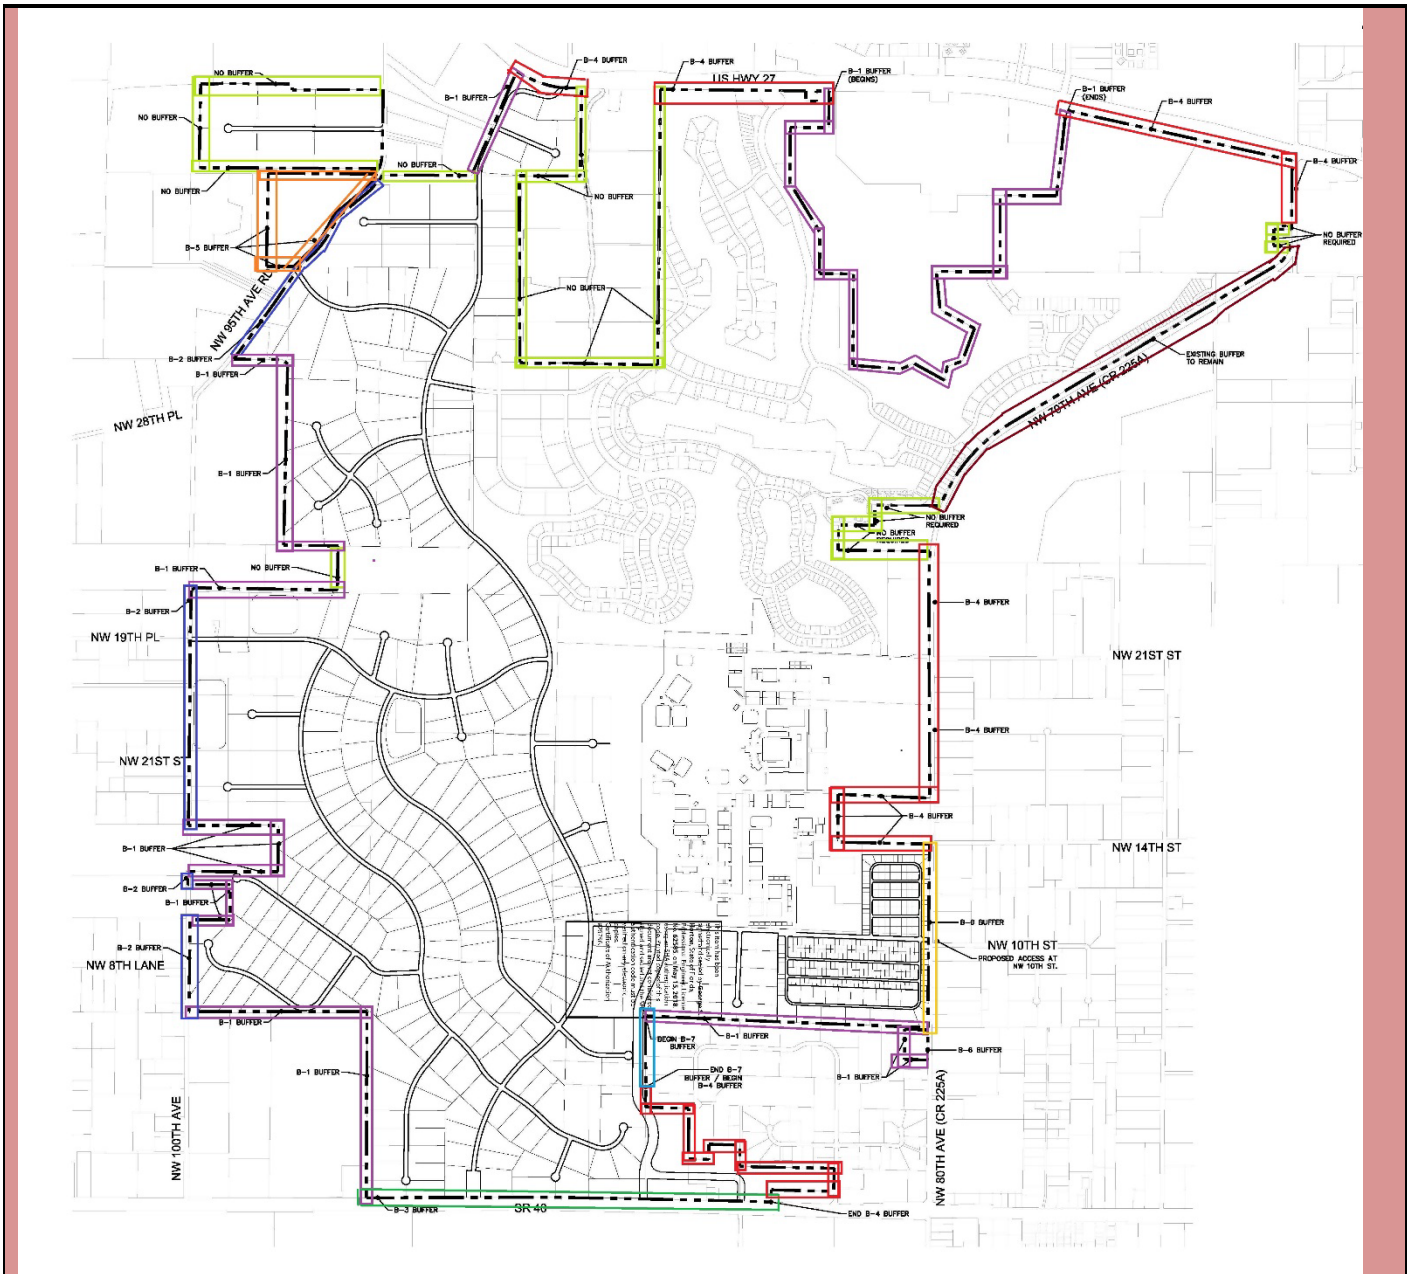 NO BUFFER
B-4 BUFFER
B-4 BUFFER
US HWY 27
B-1 BUFFER
(BEGINS)
B-1 BUFFER
B-1 BUFFER
(ENDS)
B-4 BUFFER
NO BUFFER
NO BUFFER
B-4 BUFFER
NO BUFFER
NO BUFFER
NO BUFFER
REQUIRED
B-5 BUFFER
NO BUFFER
NW 95TH AVE RD
B-2 BUFFER
B-1 BUFFER
EXISTING BUFFER
TO REMAIN
NW 70TH AVE (CR 225A)
NW 28TH PL
B-1 BUFFER
NO BUFFER
REQUIRED
NO BUFFER
REQUIRED
B-1 BUFFER
NO BUFFER
B-2 BUFFER
B-4 BUFFER
NW 19TH PL
NW 21ST ST
B-4 BUFFER
NW 21ST ST
B-4 BUFFER
B-1 BUFFER
NW 14TH ST
B-2 BUFFER
B-1 BUFFER
B-6 BUFFER
B-2 BUFFER
NW 10TH ST
PROPOSED ACCESS AT
NW 10TH ST.
NW 8TH LANE
B-1 BUFFER
BEGIN B-7
BUFFER
B-1 BUFFER
B-6 BUFFER
END B-7
BUFFER / BEGIN
B-4 BUFFER
B-1 BUFFER
B-1 BUFFER
NW 100TH AVE
NW 80TH AVE (CR 225A)
B-3 BUFFER
SR 40
END B-4 BUFFER